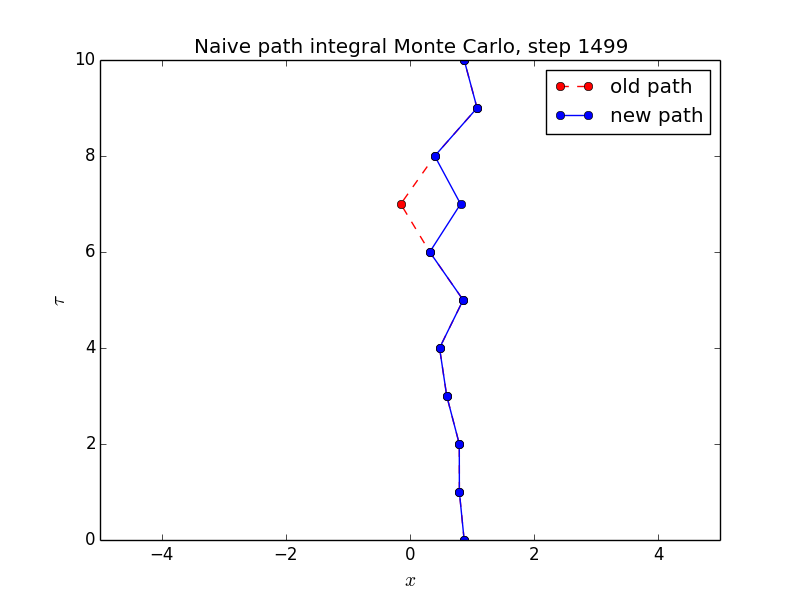 Naive path integral Monte Carlo, step 1499
old path
new path
10
8
6
4
2
0
τ
−4 −2 0 2 4
x